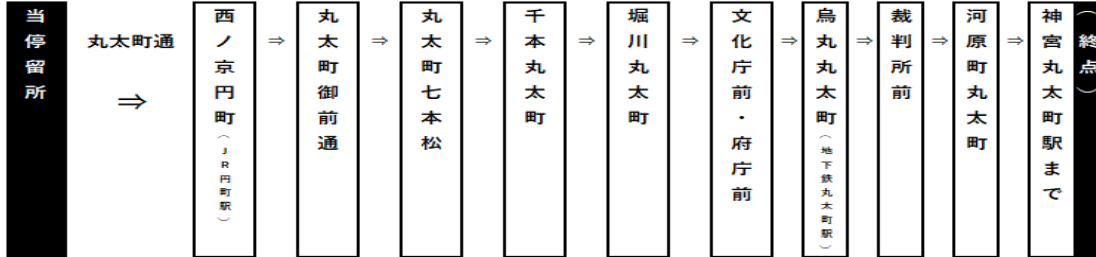 当停留所
丸太町通
⇒
西ノ京円町（JR円町駅）
⇒
丸太町御前通
⇒
丸太町七本松
⇒
千本丸太町
⇒
堀川丸太町
⇒
文化庁前・府庁前
⇒
烏丸丸太町（地下鉄丸太町駅）
⇒
裁判所前
⇒
河原町丸太町
⇒
神宮丸太町駅まで
（終点）